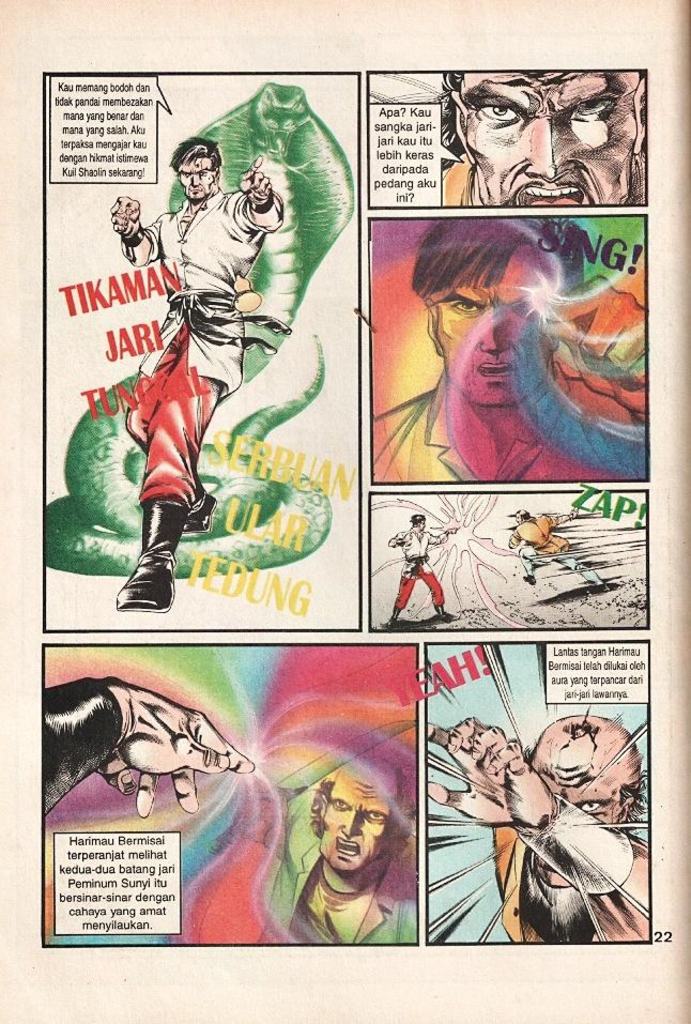 Kau memang bodoh dan
tidak pandai membezakan
mana yang benar dan
mana yang salah. Aku
terpaksa mengajar kau
dengan hikmat istimewa
Kuil Shaolin sekarang!
TIKAMAN
JARI
TUNGGAL
SERBUAN
ULAR
TEDUNG
Apa? Kau
sangka jari-
jari kau itu
lebih keras
daripada
pedang aku
ini?
SING!
ZAP!
Harimau Bermisai
terperanjat melihat
kedua-dua batang jari
Peminum Sunyi itu
bersinar-sinar dengan
cahaya yang amat
menyilaukan.
YEAH!
Lantas tangan Harimau
Bermisai telah dilukai oleh
aura yang terpancar dari
jari-jari lawannya.
22